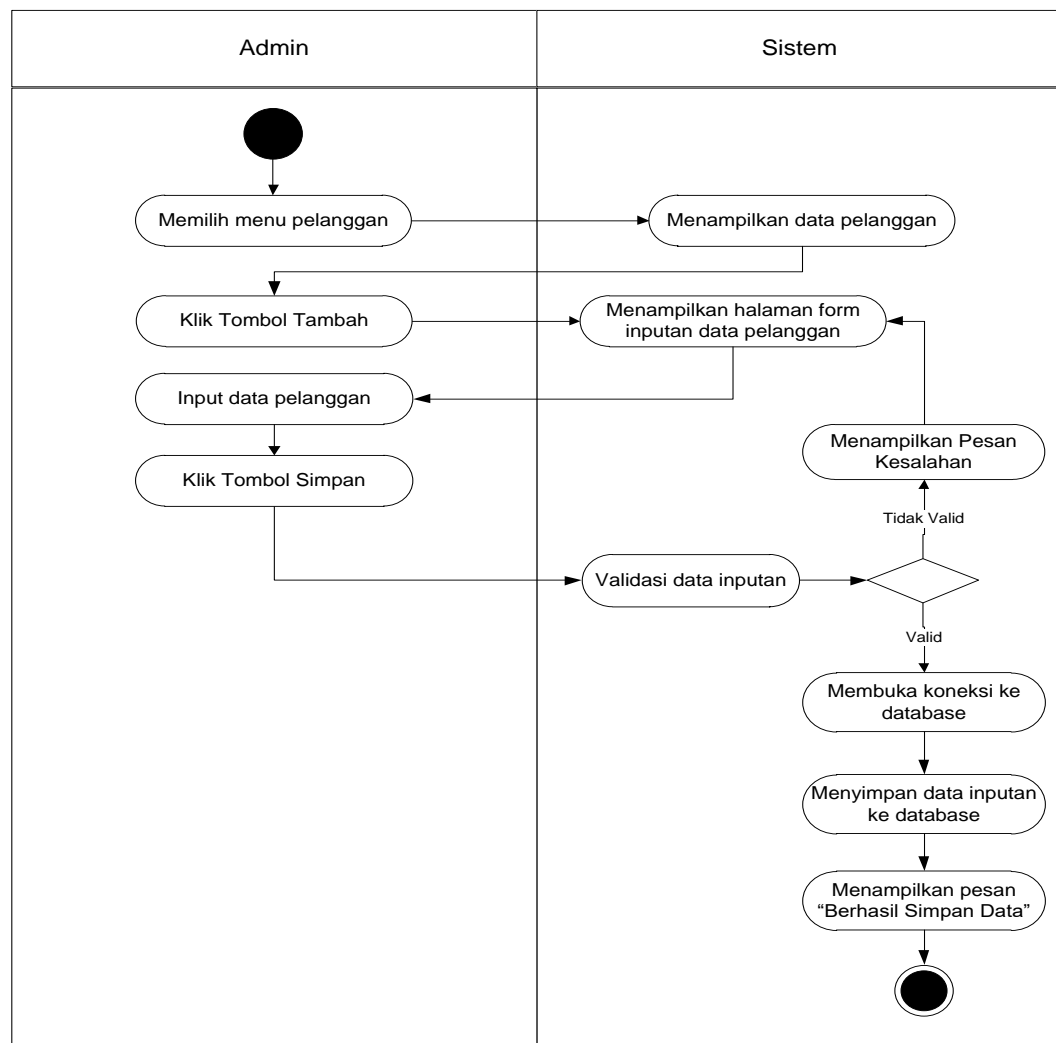 Admin
Sistem
Memilih menu pelanggan
Menampilkan data pelanggan
Klik Tombol Tambah
Menampilkan halaman form
inputan data pelanggan
Input data pelanggan
Klik Tombol Simpan
Menampilkan Pesan
Kesalahan
Tidak Valid
Validasi data inputan
Valid
Membuka koneksi ke
database
Menyimpan data inputan
ke database
Menampilkan pesan
“Berhasil Simpan Data”